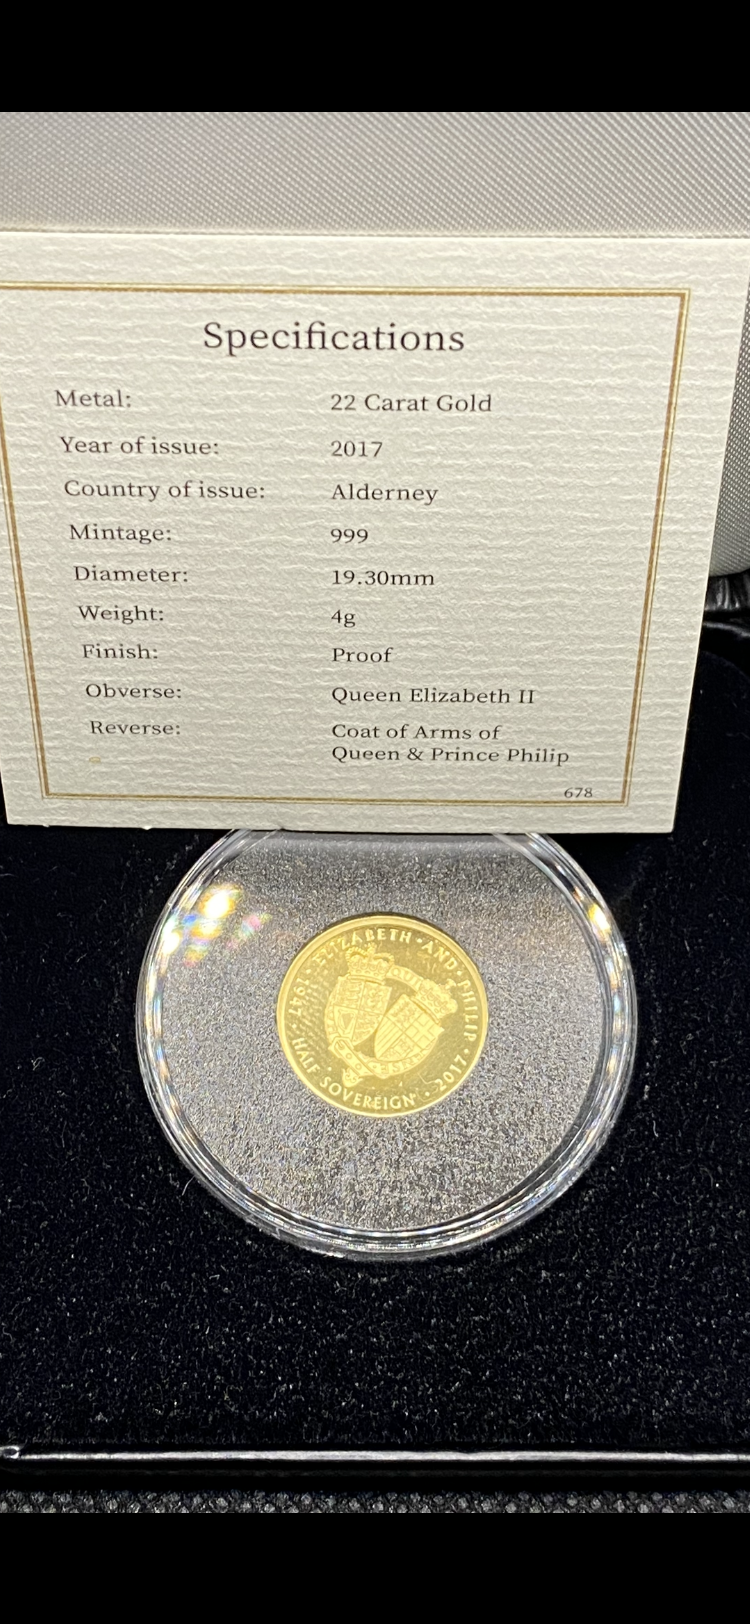 Specifications
Metal: 22 Carat Gold
Year of issue: 2017
Country of issue: Alderney
Mintage: 999
Diameter: 19.30mm
Weight: 4g
Finish: Proof
Obverse: Queen Elizabeth II
Reverse: Coat of Arms of
Queen & Prince Philip
678
1947 · ELIZABETH · AND · PHILIP ·
· HALF SOVEREIGN · 2017 ·